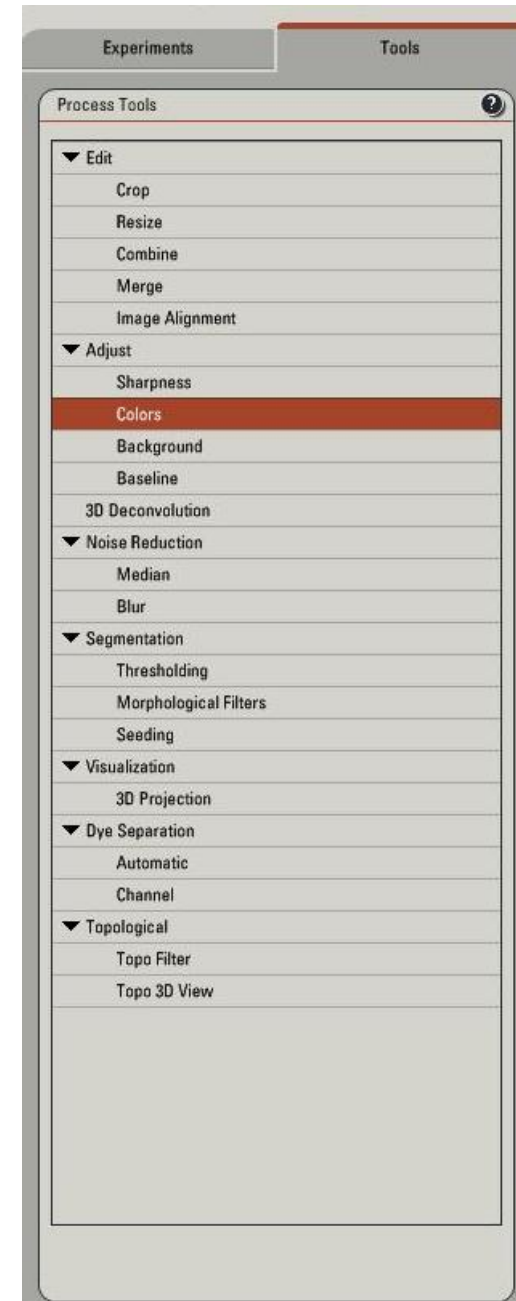 Experiments Tools
Process Tools ?
Edit
Crop
Resize
Combine
Merge
Image Alignment
Adjust
Sharpness
Colors
Background
Baseline
3D Deconvolution
Noise Reduction
Median
Blur
Segmentation
Thresholding
Morphological Filters
Seeding
Visualization
3D Projection
Dye Separation
Automatic
Channel
Topological
Topo Filter
Topo 3D View